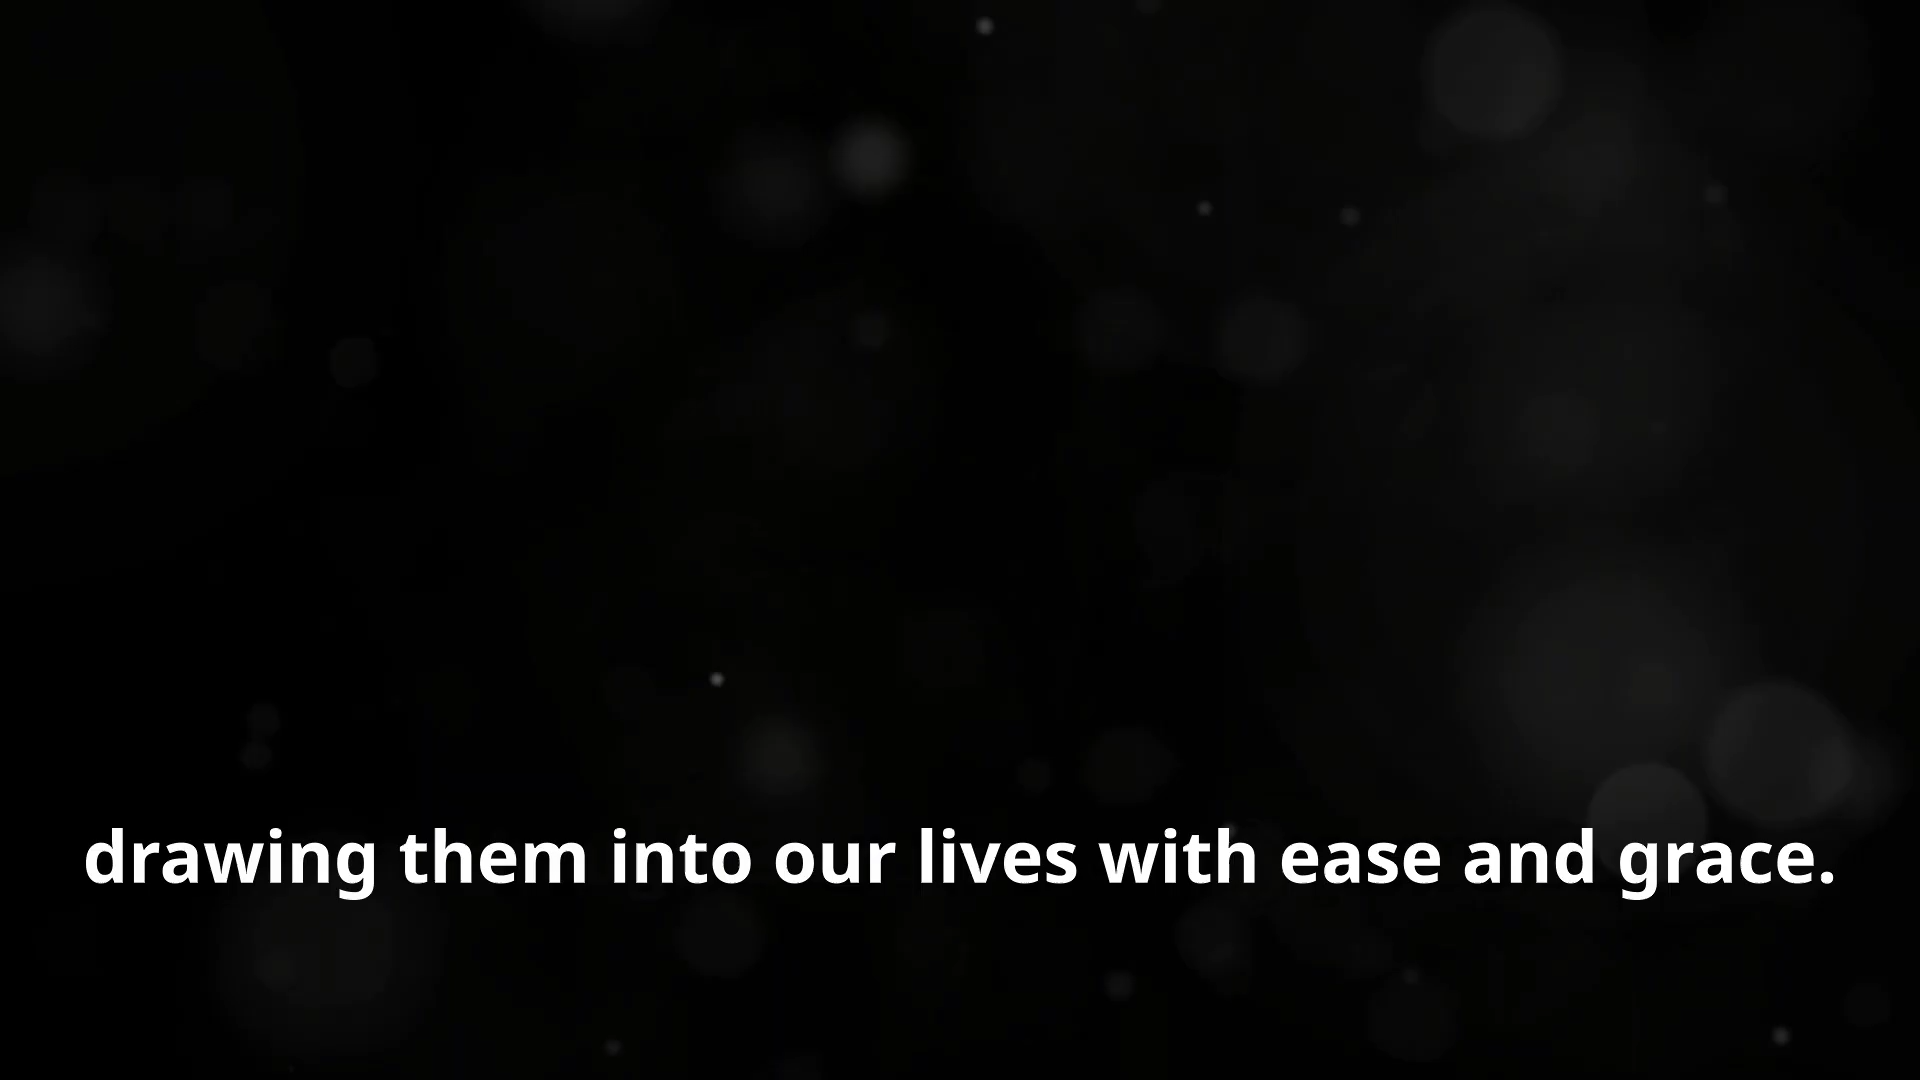 drawing them into our lives with ease and grace.